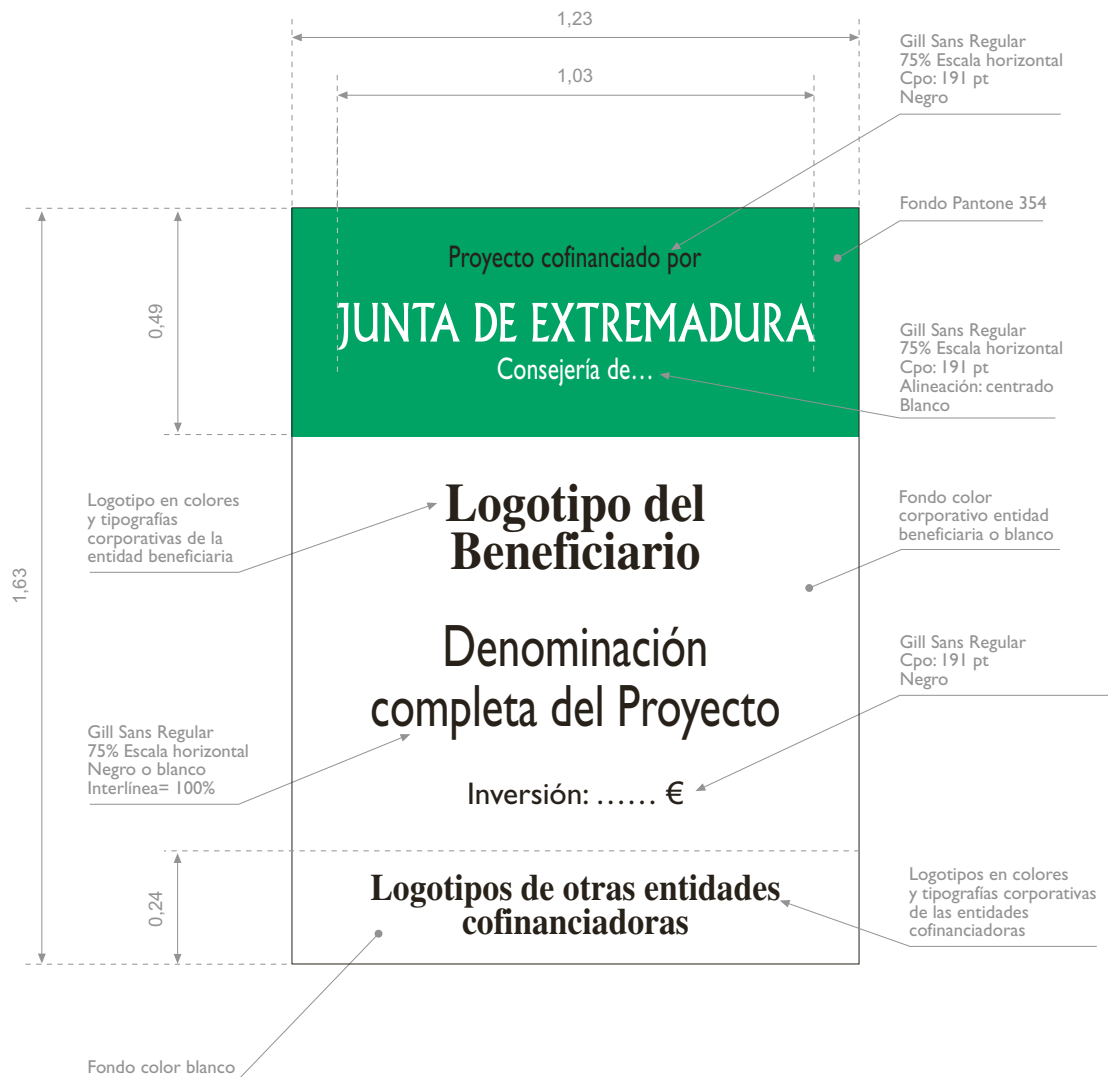 1,23
1,03
Gill Sans Regular
75% Escala horizontal
Cpo: 191 pt
Negro
Fondo Pantone 354
Proyecto cofinanciado por
JUNTA DE EXTREMADURA
Consejería de…
0,49
Gill Sans Regular
75% Escala horizontal
Cpo: 191 pt
Alineación: centrado
Blanco
Logotipo en colores
y tipografías
corporativas de la
entidad beneficiaria
Logotipo del
Beneficiario
Fondo color
corporativo entidad
beneficiaria o blanco
1,63
Denominación
completa del Proyecto
Gill Sans Regular
Cpo: 191 pt
Negro
Gill Sans Regular
75% Escala horizontal
Negro o blanco
Interlínea= 100%
Inversión: …… €
0,24
Logotipos de otras entidades
cofinanciadoras
Logotipos en colores
y tipografías corporativas
de las entidades
cofinanciadoras
Fondo color blanco